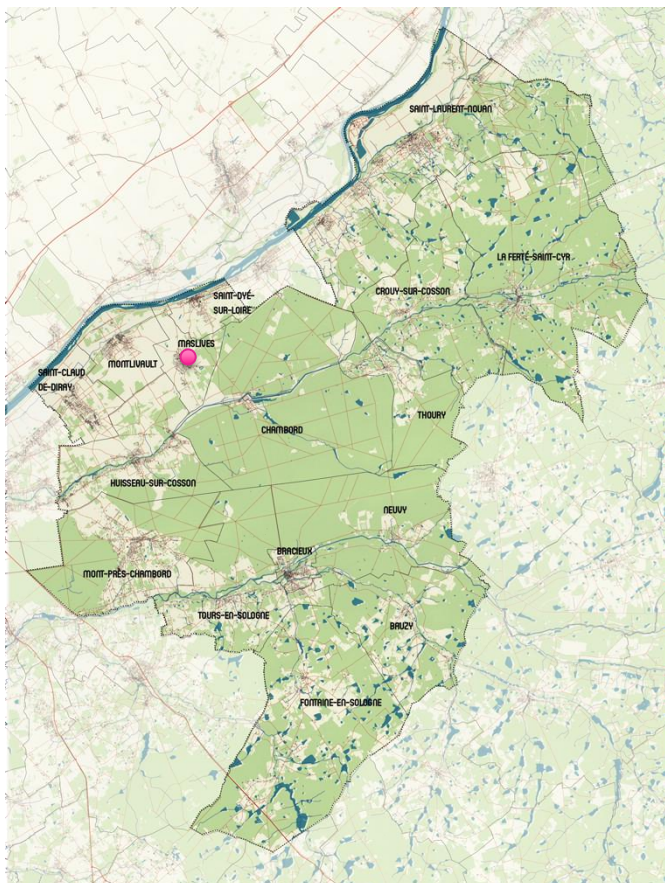 SAINT-LAURENT-NOUAN
LA FERTÉ-SAINT-CYR
CROUY-SUR-COSSON
SAINT-DYÉ-
SUR-LOIRE
MASLIVES
MONTLIVAULT
SAINT-CLAUD
DE-DIRAY
THOURY
CHAMBORD
HUISSEAU-SUR-COSSON
NEUVY
BRACIEUX
MONT-PRÈS-CHAMBORD
TOURS-EN-SOLOGNE
BAUZY
FONTAINE-EN-SOLOGNE